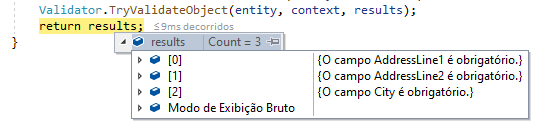 Validator.TryValidateObject(entity, context, results);
return results; ≤9ms decorridos
}
results Count = 3
[0] {O campo AddressLine1 é obrigatório.}
[1] {O campo AddressLine2 é obrigatório.}
[2] {O campo City é obrigatório.}
Modo de Exibição Bruto